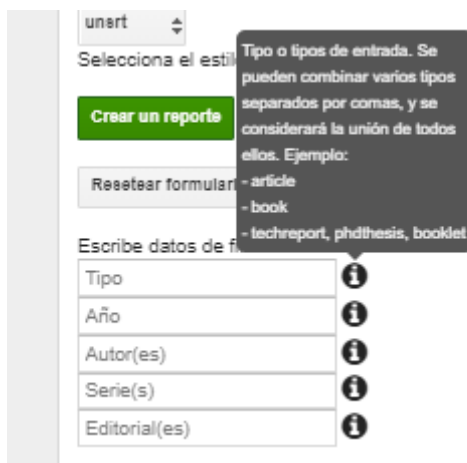 unsrt
Selecciona el estil
Crear un reporte
Resetear formulari
Tipo o tipos de entrada. Se
pueden combinar varios tipos
separados por comas, y se
considerará la unión de todos
ellos. Ejemplo:
- article
- book
- techreport, phdthesis, booklet
Escribe datos de fi
Tipo
Año
Autor(es)
Serie(s)
Editorial(es)